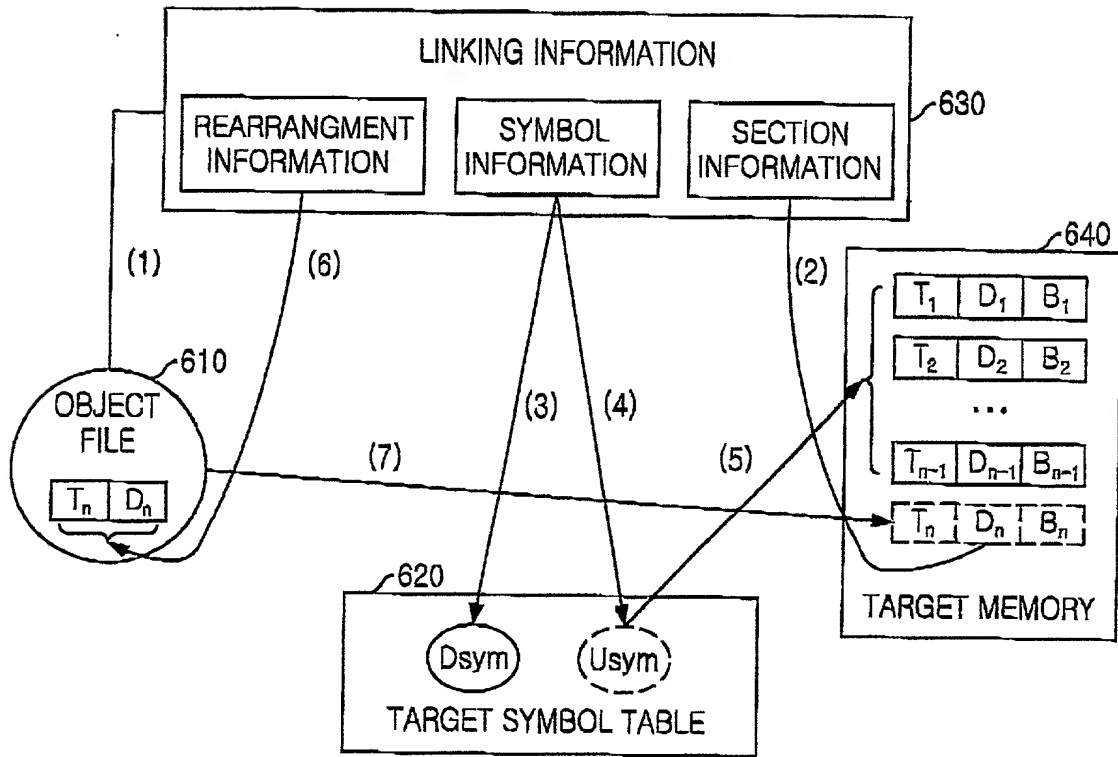 LINKING INFORMATION
REARRANGMENT INFORMATION
SYMBOL INFORMATION
SECTION INFORMATION
630
(1)
(6)
(2)
640
T1 D1 B1
T2 D2 B2
...
Tn-1 Dn-1 Bn-1
Tn Dn Bn
TARGET MEMORY
610
OBJECT FILE
Tn Dn
(3)
(4)
(5)
(7)
620
Dsym
Usym
TARGET SYMBOL TABLE